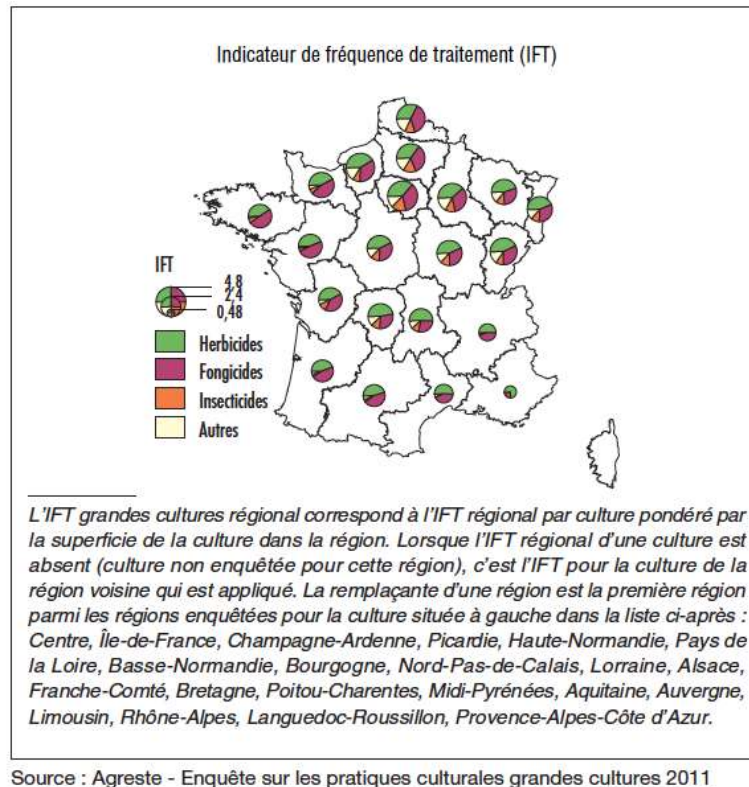 Indicateur de fréquence de traitement (IFT)
IFT
4,8
2,4
0,48
Herbicides
Fongicides
Insecticides
Autres
L'IFT grandes cultures régional correspond à l'IFT régional par culture pondéré par
la superficie de la culture dans la région. Lorsque l'IFT régional d'une culture est
absent (culture non enquêtée pour cette région), c'est l'IFT pour la culture de la
région voisine qui est appliqué. La remplaçante d'une région est la première région
parmi les régions enquêtées pour la culture située à gauche dans la liste ci-après :
Centre, Île-de-France, Champagne-Ardenne, Picardie, Haute-Normandie, Pays de
la Loire, Basse-Normandie, Bourgogne, Nord-Pas-de-Calais, Lorraine, Alsace,
Franche-Comté, Bretagne, Poitou-Charentes, Midi-Pyrénées, Aquitaine, Auvergne,
Limousin, Rhône-Alpes, Languedoc-Roussillon, Provence-Alpes-Côte d'Azur.
Source : Agreste - Enquête sur les pratiques culturales grandes cultures 2011